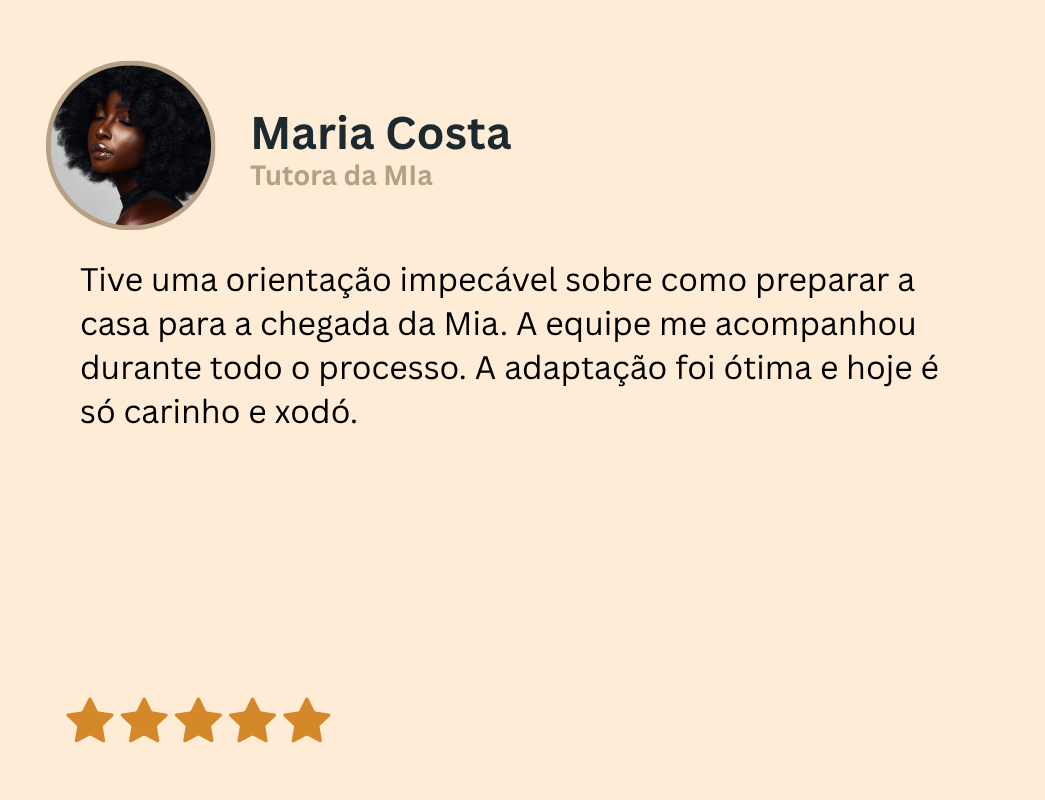 Maria Costa
Tutora da MIa
Tive uma orientação impecável sobre como preparar a
casa para a chegada da Mia. A equipe me acompanhou
durante todo o processo. A adaptação foi ótima e hoje é
só carinho e xodó.